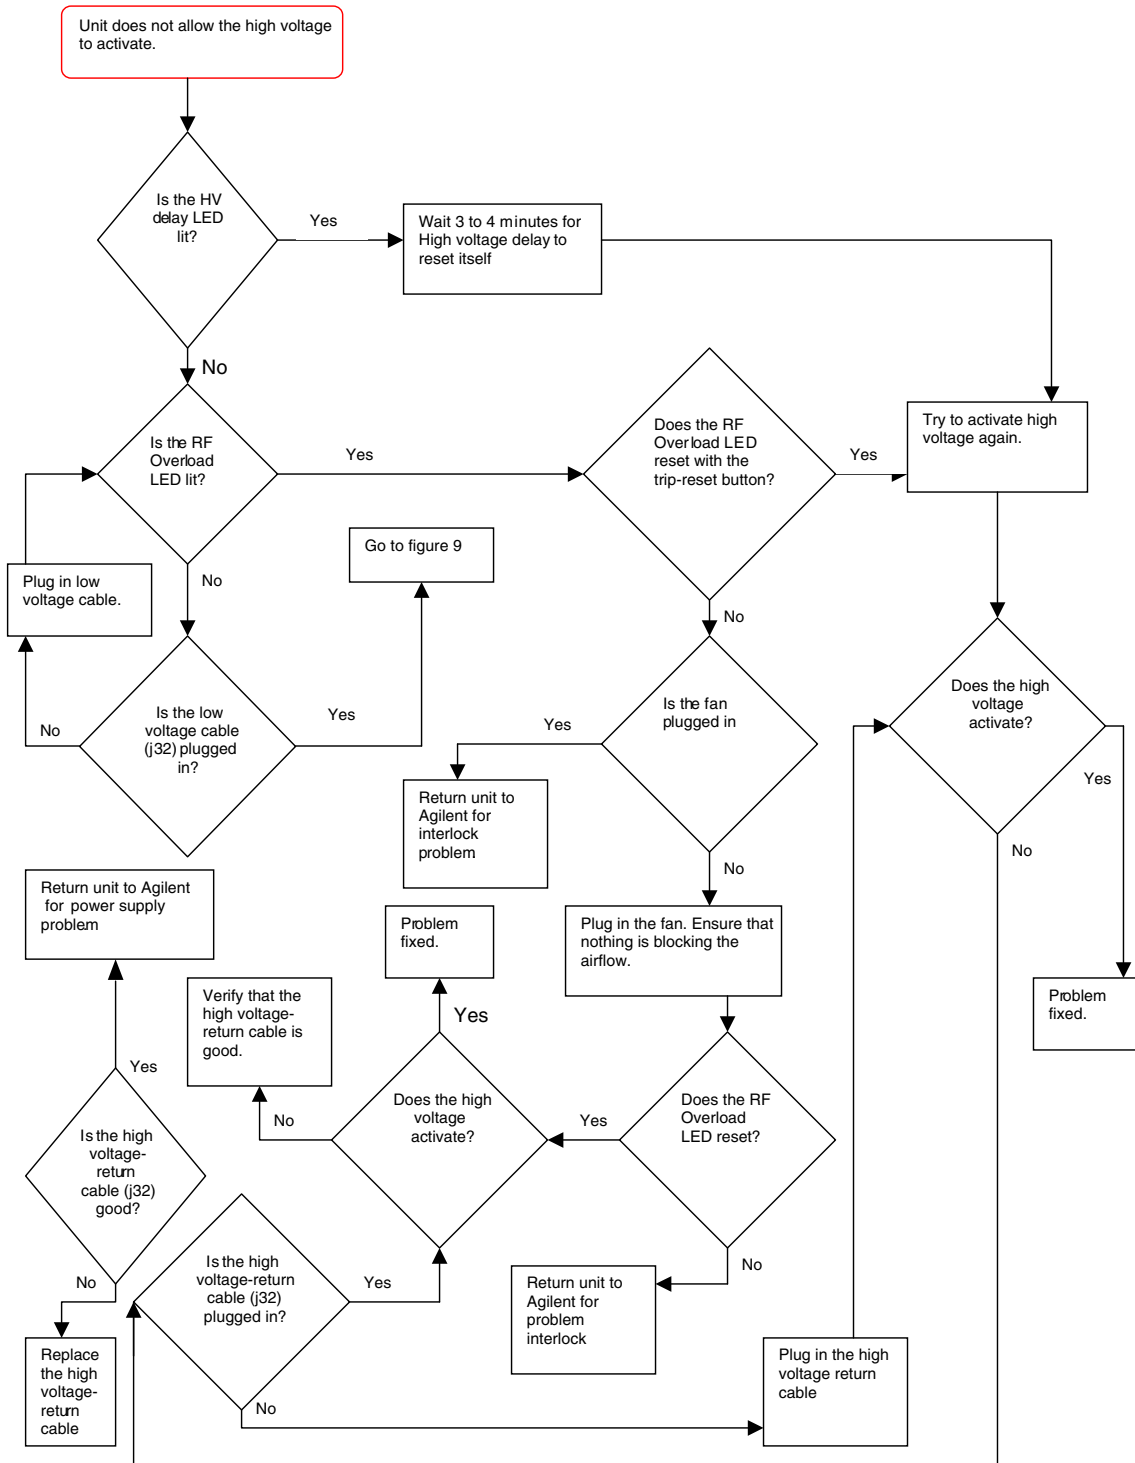 Unit does not allow the high voltage
to activate.
Is the HV
delay LED
lit?
Yes
Wait 3 to 4 minutes for
High voltage delay to
reset itself
No
Is the RF
Overload
LED lit?
Yes
Does the RF
Overload LED
reset with the
trip-reset button?
Yes
Try to activate high
voltage again.
Go to figure 9
Plug in low
voltage cable.
No
No
Is the low
voltage cable
(j32) plugged
in?
No
Yes
Is the fan
plugged in
Yes
Does the high
voltage
activate?
Yes
No
Return unit to
Agilent for
interlock
problem
No
Return unit to Agilent
for power supply
problem
Problem
fixed.
Plug in the fan. Ensure that
nothing is blocking the
airflow.
Verify that the
high voltage-
return cable is
good.
Yes
Problem
fixed.
Yes
Does the high
voltage
activate?
No
Yes
Does the RF
Overload
LED reset?
Is the high
voltage-
return
cable (j32)
good?
No
Is the high
voltage-return
cable (j32)
plugged in?
Yes
No
Return unit to
Agilent for
problem
interlock
Replace
the high
voltage-
return
cable
No
Plug in the high
voltage return
cable